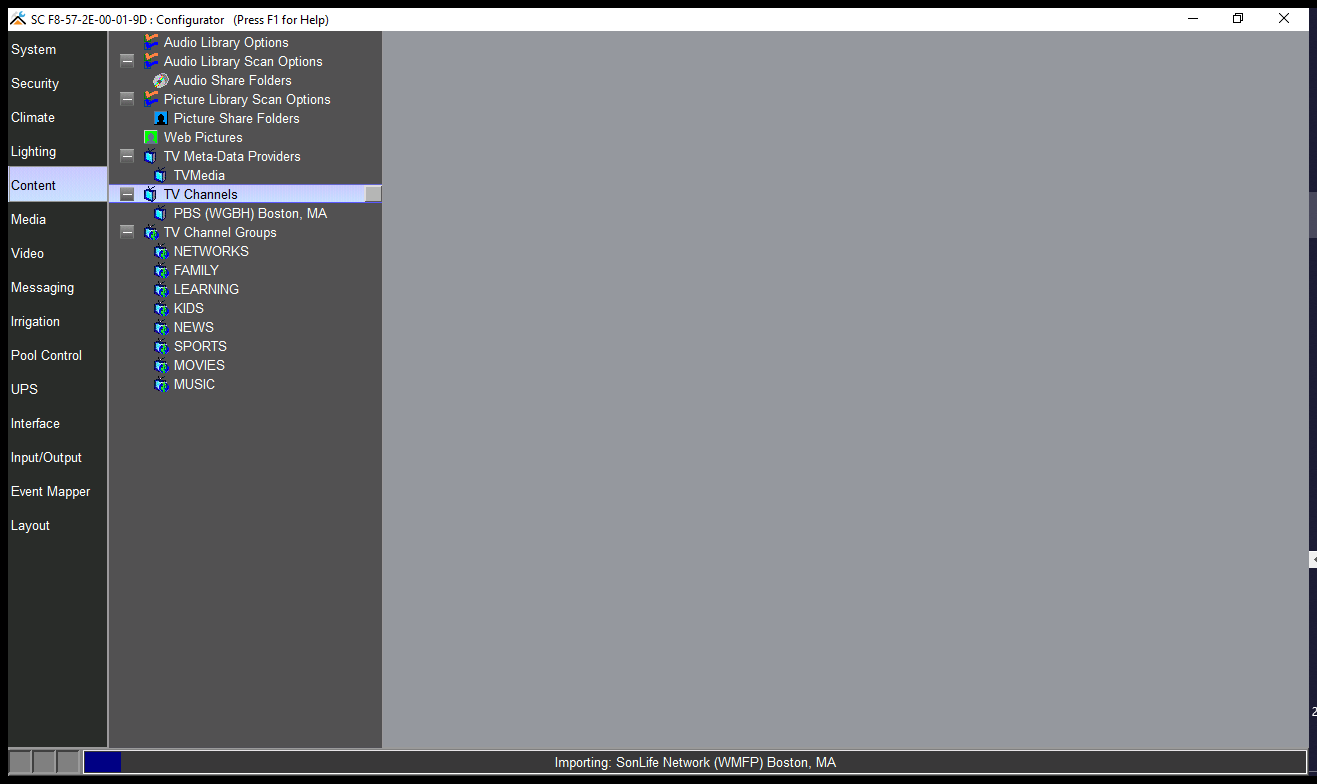 SC F8-57-2E-00-01-9D : Configurator (Press F1 for Help)
System
Security
Climate
Lighting
Content
Media
Video
Messaging
Irrigation
Pool Control
UPS
Interface
Input/Output
Event Mapper
Layout
Audio Library Options
Audio Library Scan Options
Audio Share Folders
Picture Library Scan Options
Picture Share Folders
Web Pictures
TV Meta-Data Providers
TVMedia
TV Channels
PBS (WGBH) Boston, MA
TV Channel Groups
NETWORKS
FAMILY
LEARNING
KIDS
NEWS
SPORTS
MOVIES
MUSIC
2
Importing: SonLife Network (WMFP) Boston, MA